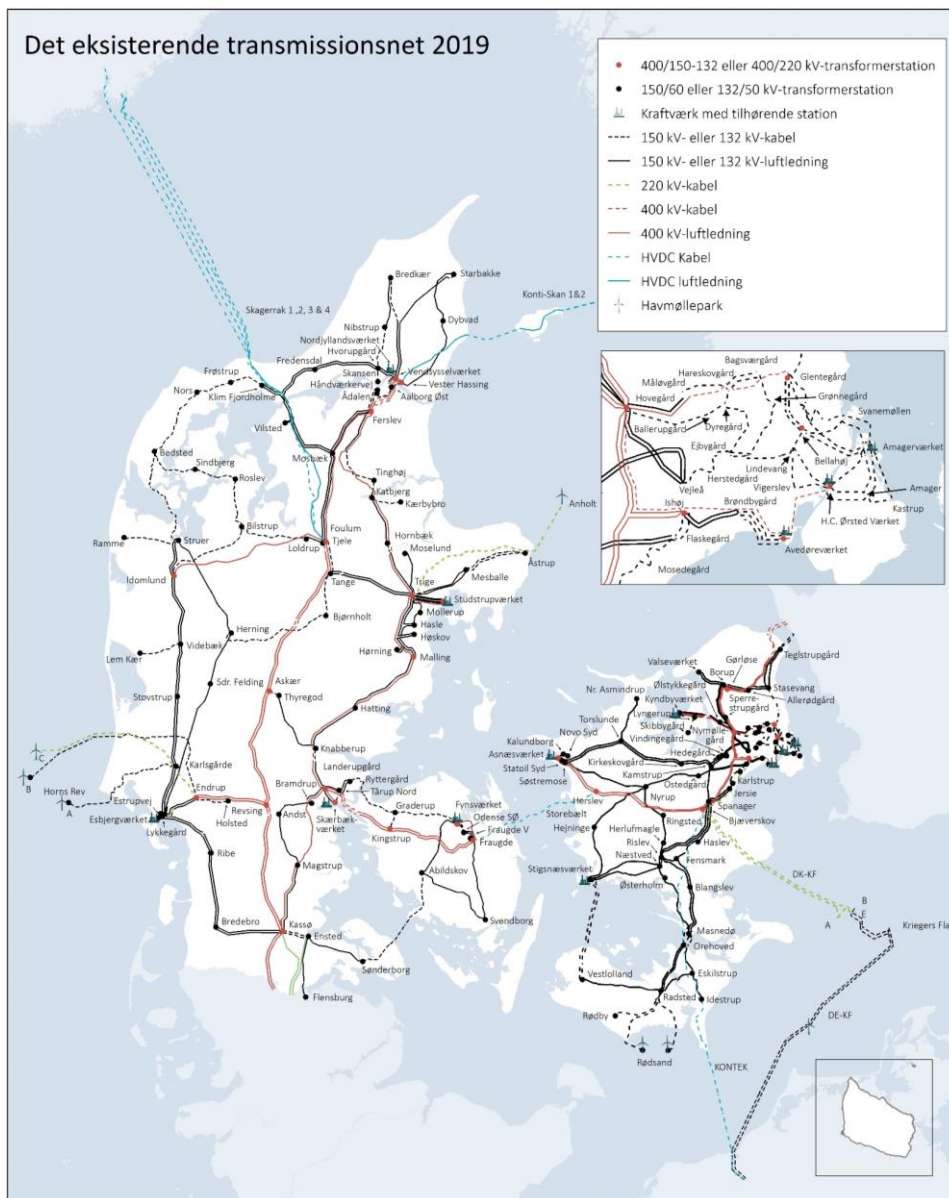 Det eksisterende transmissionsnet 2019
400/150-132 eller 400/220 kV-transformerstation
150/60 eller 132/50 kV-transformerstation
Kraftværk med tilhørende station
150 kV- eller 132 kV-kabel
150 kV- eller 132 kV-luftledning
220 kV-kabel
400 kV-kabel
400 kV-luftledning
HVDC Kabel
HVDC luftledning
Havmøllepark
Skagerrak 1 ,2, 3 & 4
Konti-Skan 1&2
Bredkær
Starbakke
Dybvad
Nibstrup
Nordjyllandsværket
Hvorupgård
Fredensdal
Skansen
Vendsysselværket
Håndværkervej
Vester Hassing
Ådalen
Aalborg Øst
Frøstrup
Nors
Klim Fjordholme
Ferslev
Vilsted
Mosbæk
Bedsted
Sindbjerg
Tinghøj
Roslev
Katbjerg
Kærbybro
Anholt
Ramme
Struer
Bilstrup
Foulum
Hornbæk
Loldrup
Tjele
Moselund
Åstrup
Idomlund
Tange
Trige
Mesballe
Studstrupværket
Bjørnholt
Mollerup
Herning
Hasle
Høskov
Lem Kær
Videbæk
Hørning
Malling
Sdr. Felding
Stovstrup
Askær
Thyregod
Hatting
Knabberup
C
B
Karlsgårde
Landerupgård
Ryttergård
Bramdrup
Tårup Nord
Horns Rev
A
Estrupvej
Endrup
Revsing
Holsted
Andst
Skærbæk-
værket
Graderup
Fynsværket
Esbjergværket
Lykkegård
Odense SØ
Kingstrup
Fraugde V
Fraugde
Ribe
Magstrup
Abildskov
Svendborg
Bredebro
Kassø
Ensted
Sønderborg
Flensburg
Bagsværgård
Hareskovgård
Måløvgård
Glentegård
Hovegård
Grønnegård
Svanemøllen
Ballerupgård
Dyregård
Ejbygård
Amagerværket
Lindevang
Bellahøj
Herstedgård
Vigerslev
Vejleå
Brøndbygård
Amager
Ishøj
Kastrup
H.C. Ørsted Værket
Flaskegård
Avedøreværket
Mosedegård
Teglstrupgård
Gørløse
Valseværket
Borup
Ølstykkegård
Stasevang
Nr. Asmindrup
Kyndbyværket
Sperre-
strupgård
Allerødgård
Lyngerup
Skibbygård
Torslunde
Nymølle-
gård
Novo Syd
Kalundborg
Vindingegård
Asnæsværket
Hedegård
Statoil Syd
Kirkeskovgård
Kamstrup
Søstremose
Karlstrup
Østedgård
Jersie
Nyrup
Spanager
Herslev
Storebælt
Ringsted
Bjæverskov
Hejninge
Herlufmagle
Haslev
Rislev
Næstved
Fensmark
Stigsnæsværket
Østerholm
Blangslev
DK-KF
B
E
A
Kriegers Fla
Masnedø
Orehoved
Vestlolland
Eskilstrup
Radsted
Idestrup
Rødby
DE-KF
Rødsand
KONTEK